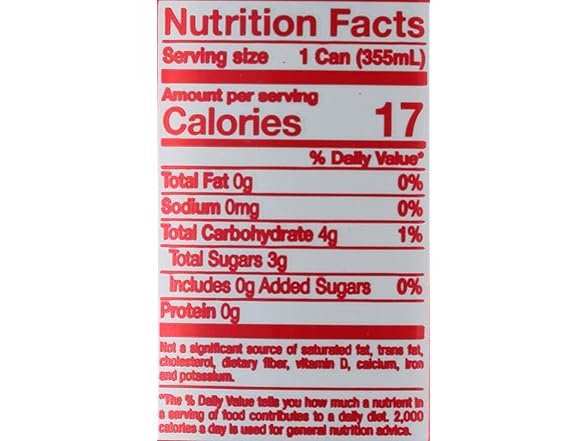 Nutrition Facts
Serving size 1 Can (355mL)
Amount per serving
Calories 17
% Daily Value*
Total Fat 0g 0%
Sodium 0mg 0%
Total Carbohydrate 4g 1%
Total Sugars 3g
Includes 0g Added Sugars 0%
Protein 0g
Not a significant source of saturated fat, trans fat,
cholesterol, dietary fiber, vitamin D, calcium, iron
and potassium.
*The % Daily Value tells you how much a nutrient in
a serving of food contributes to a daily diet. 2,000
calories a day is used for general nutrition advice.